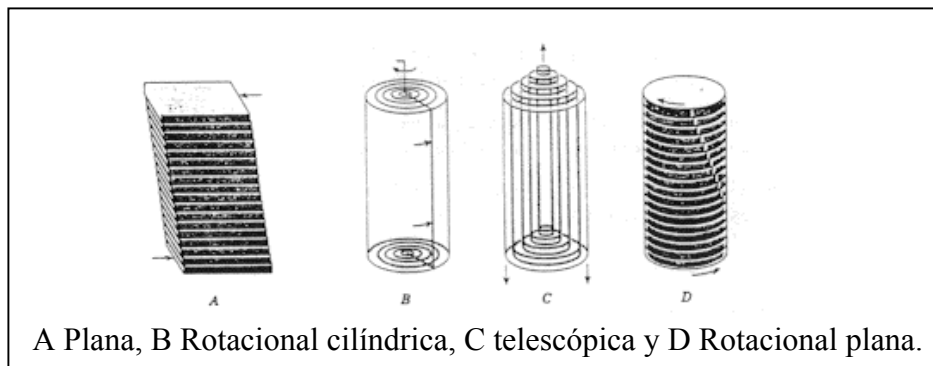 A B C D
A Plana, B Rotacional cilíndrica, C telescópica y D Rotacional plana.